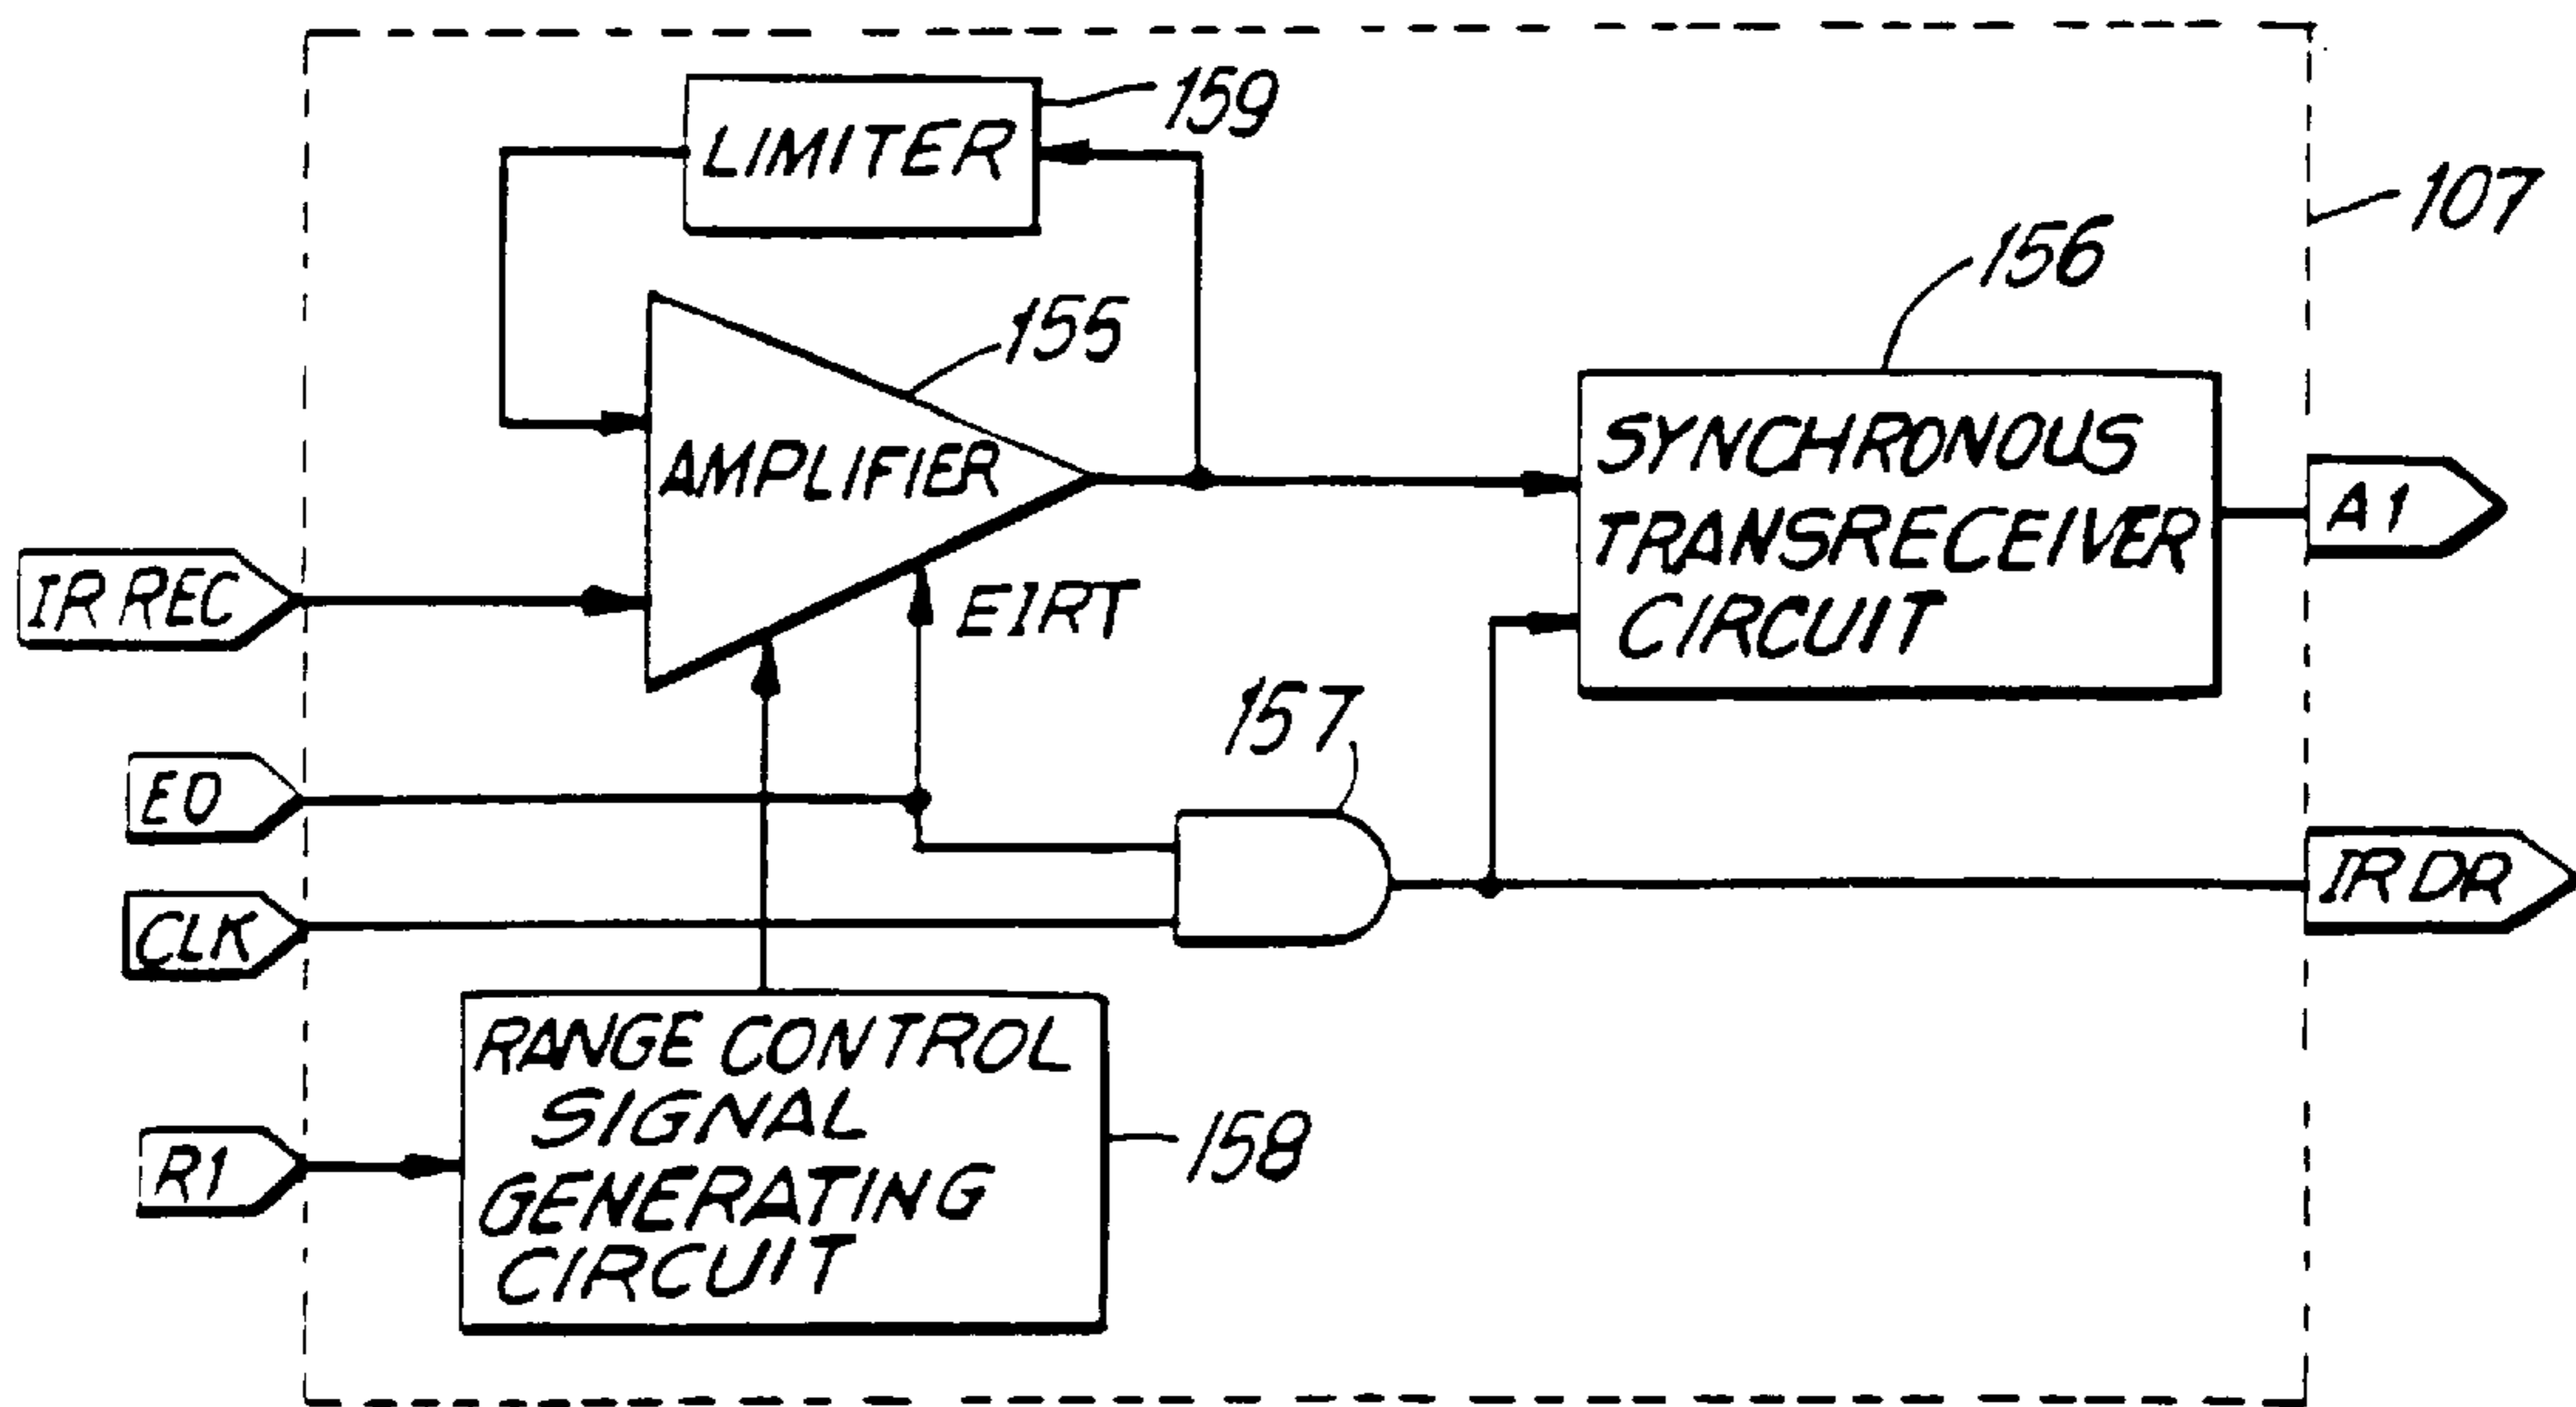 159
LIMITER
107
156
155
SYNCHRONOUS
TRANSRECEIVER
CIRCUIT
AMPLIFIER
A1
IR REC
EIRT
157
EO
IR DR
CLK
RANGE CONTROL
SIGNAL
GENERATING
CIRCUIT
158
R1